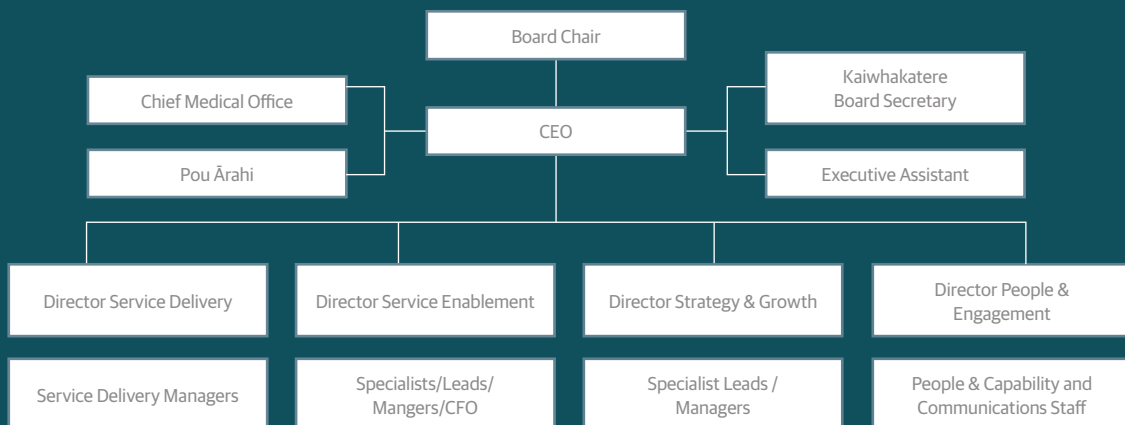 Board Chair
Chief Medical Office
Kaiwhakatere
Board Secretary
CEO
Pou Ārahi
Executive Assistant
Director Service Delivery
Director Service Enablement
Director Strategy & Growth
Director People &
Engagement
Service Delivery Managers
Specialists/Leads/
Mangers/CFO
Specialist Leads /
Managers
People & Capability and
Communications Staff